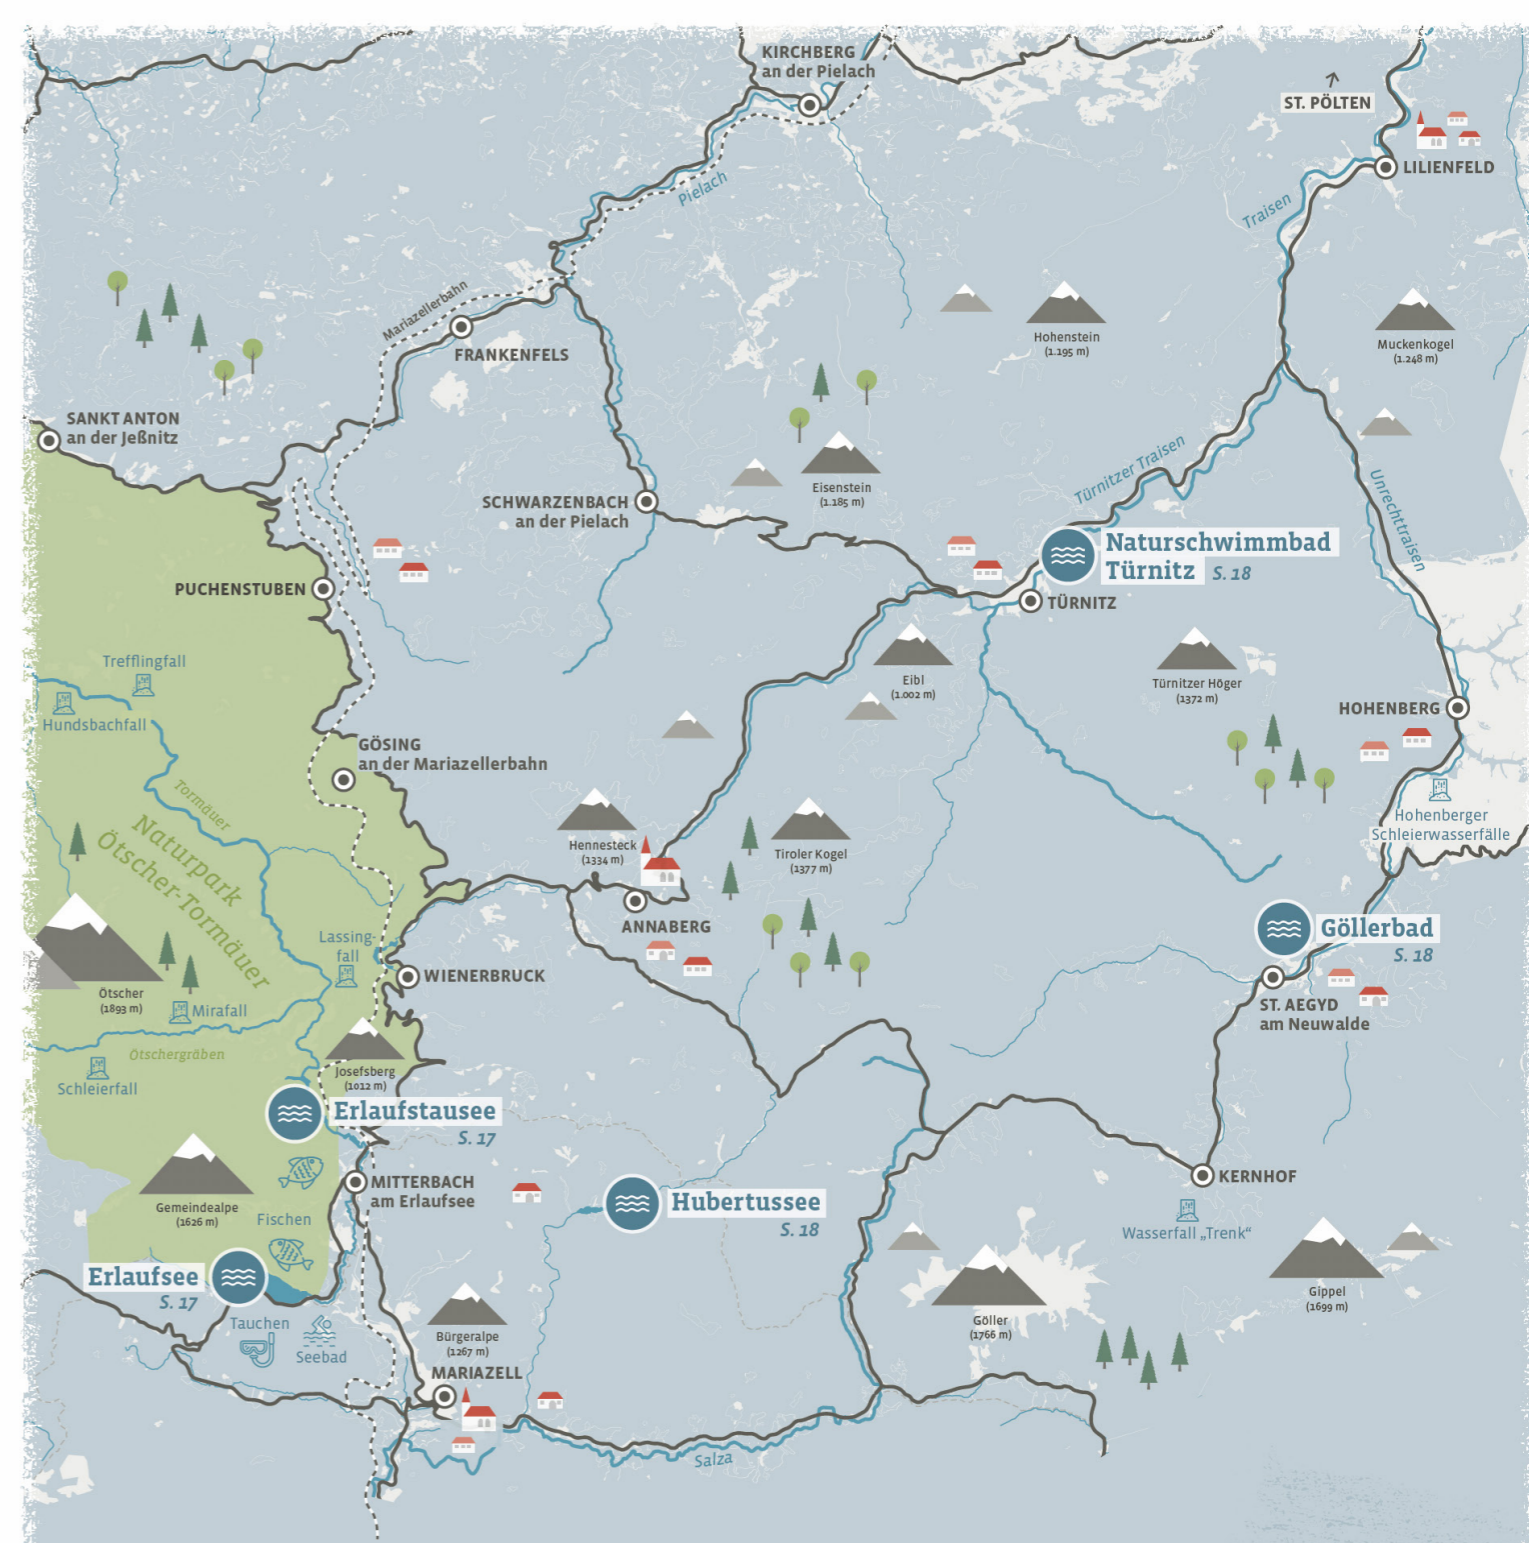 KIRCHBERG
an der Pielach
ST. PÖLTEN
LILIENFELD
Pielach
Traisen
Mariazellerbahn
FRANKENFELS
Hohenstein
(1.195 m)
Muckenkogel
(1.248 m)
SANKT ANTON
an der Jeßnitz
Türnitzer Traisen
Unrechttraisen
Eisenstein
(1.185 m)
SCHWARZENBACH
an der Pielach
Naturschwimmbad
Türnitz S. 18
PUCHENSTUBEN
TÜRNITZ
Trefflingfall
Hundsbachfall
Eibl
(1.002 m)
Türnitzer Höger
(1372 m)
HOHENBERG
GÖSING
an der Mariazellerbahn
Tormäuer
Naturpark
Ötscher-Tormäuer
Hennesteck
(1334 m)
Tiroler Kogel
(1377 m)
Hohenberger
Schleierwasserfälle
ANNABERG
Göllerbad
S. 18
Lassing-
fall
WIENERBRUCK
Ötscher
(1893 m)
Mirafall
ST. AEGYD
am Neuwalde
Ötschergräben
Schleierfall
Josefsberg
(1012 m)
Erlaufstausee
S. 17
MITTERBACH
am Erlaufsee
Gemeindealpe
(1626 m)
Fischen
Hubertussee
S. 18
KERNHOF
Wasserfall „Trenk“
Erlaufsee
S. 17
Tauchen
Seebad
Bürgeralpe
(1267 m)
MARIAZELL
Göller
(1766 m)
Gippel
(1699 m)
Salza